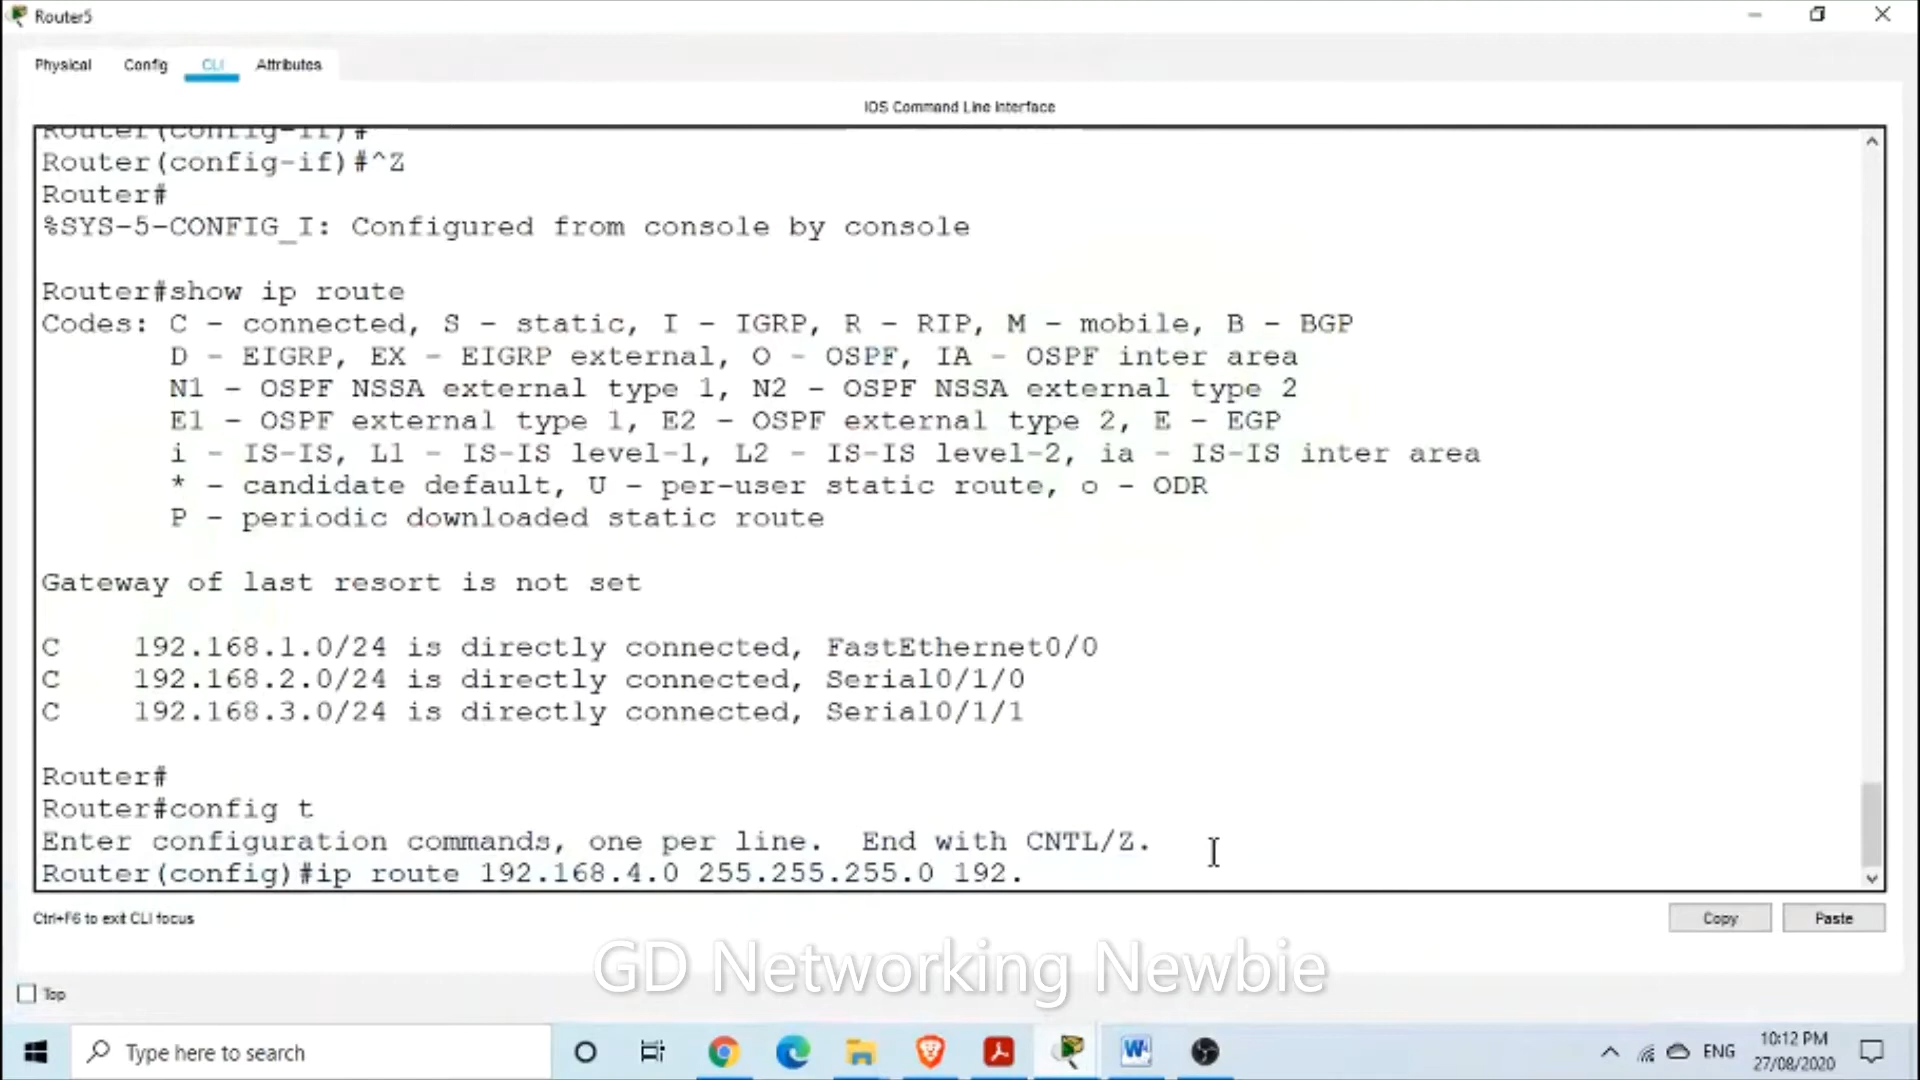 Router5
Physical Config CLI Attributes
IOS Command Line Interface
Router(config-if)#
Router(config-if)#^Z
Router#
%SYS-5-CONFIG_I: Configured from console by console
Router#show ip route
Codes: C - connected, S - static, I - IGRP, R - RIP, M - mobile, B - BGP
D - EIGRP, EX - EIGRP external, O - OSPF, IA - OSPF inter area
N1 - OSPF NSSA external type 1, N2 - OSPF NSSA external type 2
E1 - OSPF external type 1, E2 - OSPF external type 2, E - EGP
i - IS-IS, L1 - IS-IS level-1, L2 - IS-IS level-2, ia - IS-IS inter area
* - candidate default, U - per-user static route, o - ODR
P - periodic downloaded static route
Gateway of last resort is not set
C 192.168.1.0/24 is directly connected, FastEthernet0/0
C 192.168.2.0/24 is directly connected, Serial0/1/0
C 192.168.3.0/24 is directly connected, Serial0/1/1
Router#
Router#config t
Enter configuration commands, one per line. End with CNTL/Z.
Router(config)#ip route 192.168.4.0 255.255.255.0 192.
Ctrl+F6 to exit CLI focus
Copy Paste
GD Networking Newbie
Top
Type here to search
ENG
10:12 PM
27/08/2020